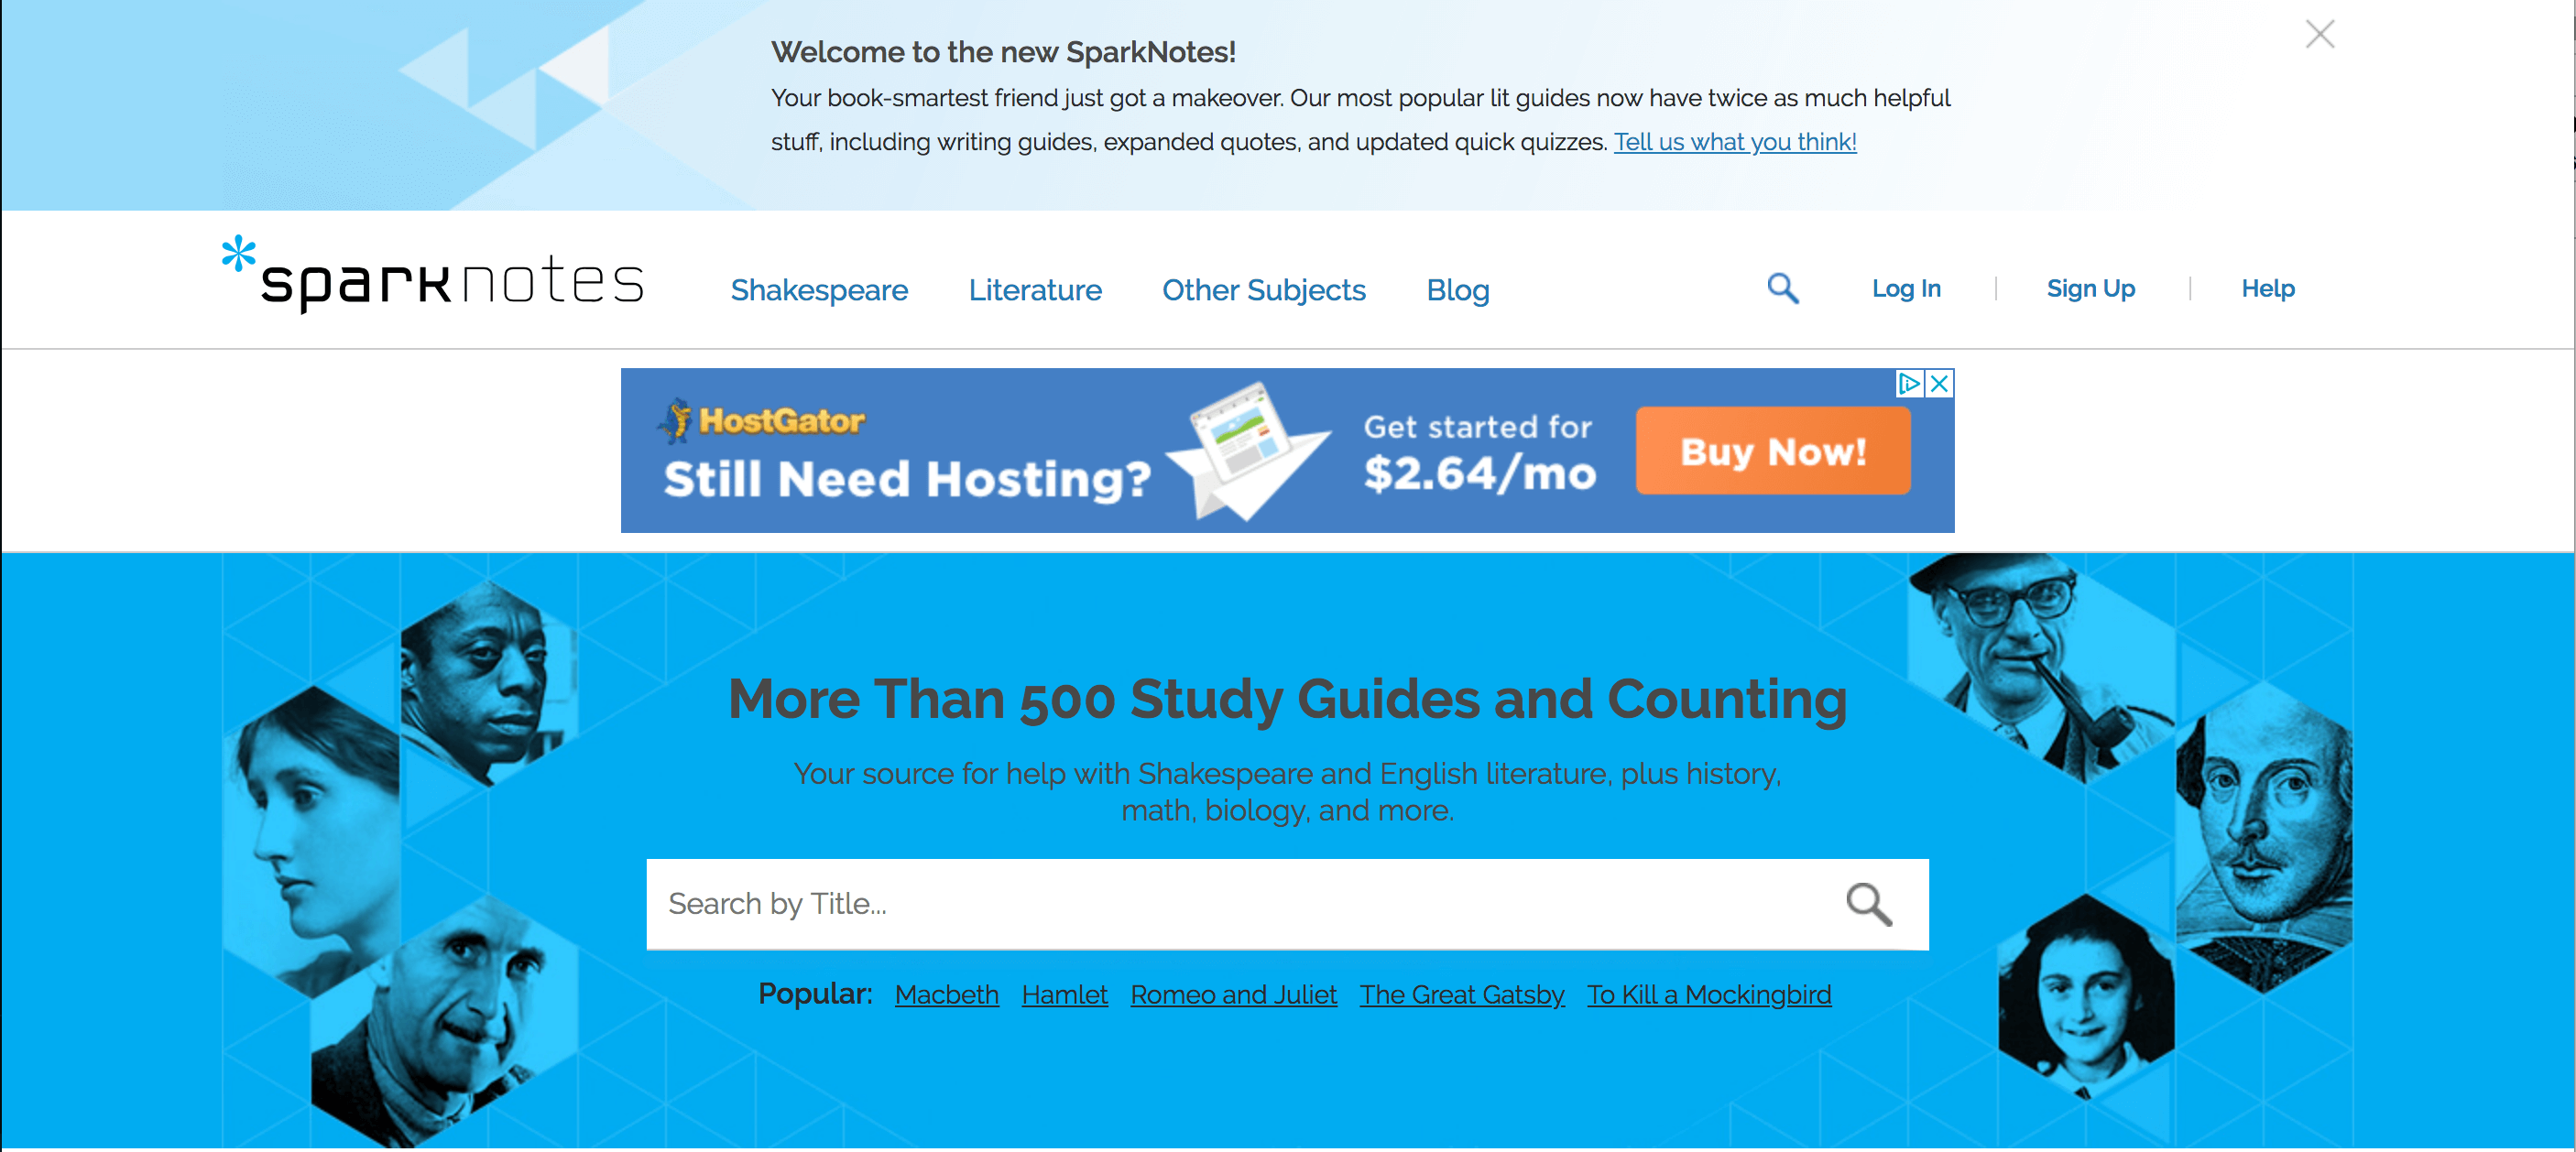 Welcome to the new SparkNotes!
Your book-smartest friend just got a makeover. Our most popular lit guides now have twice as much helpful
stuff, including writing guides, expanded quotes, and updated quick quizzes. Tell us what you think!
*sparknotes
Shakespeare
Literature
Other Subjects
Blog
Log In
Sign Up
Help
HostGator
Still Need Hosting?
Get started for
$2.64/mo
Buy Now!
More Than 500 Study Guides and Counting
Your source for help with Shakespeare and English literature, plus history,
math, biology, and more.
Search by Title...
Popular: Macbeth Hamlet Romeo and Juliet The Great Gatsby To Kill a Mockingbird